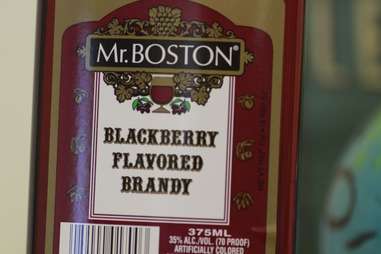 Mr. BOSTON®
BLACKBERRY
FLAVORED
BRANDY
375ML
35% ALC./VOL. (70 PROOF)
ARTIFICIALLY COLORED